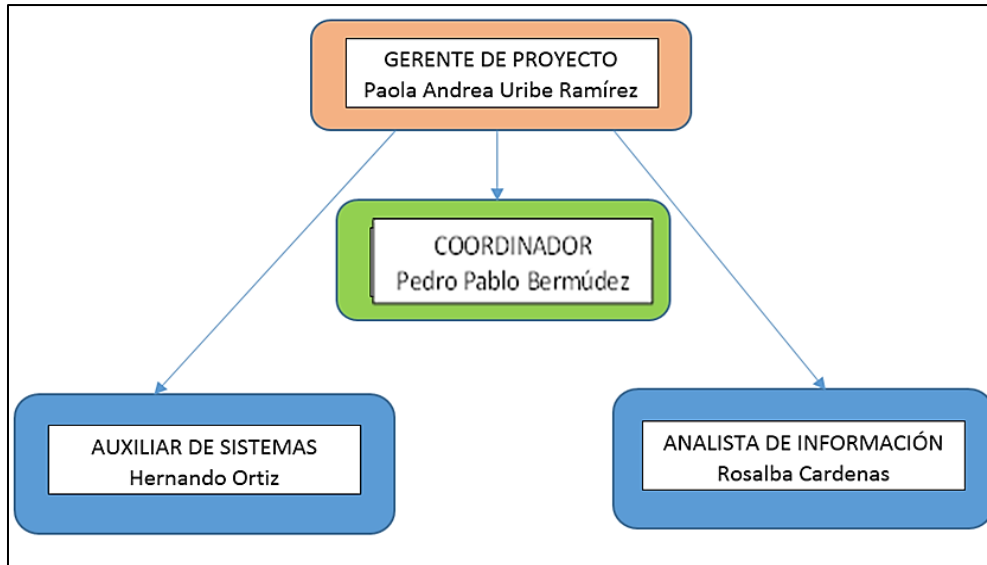 GERENTE DE PROYECTO
Paola Andrea Uribe Ramírez
COORDINADOR
Pedro Pablo Bermúdez
AUXILIAR DE SISTEMAS
Hernando Ortiz
ANALISTA DE INFORMACIÓN
Rosalba Cardenas